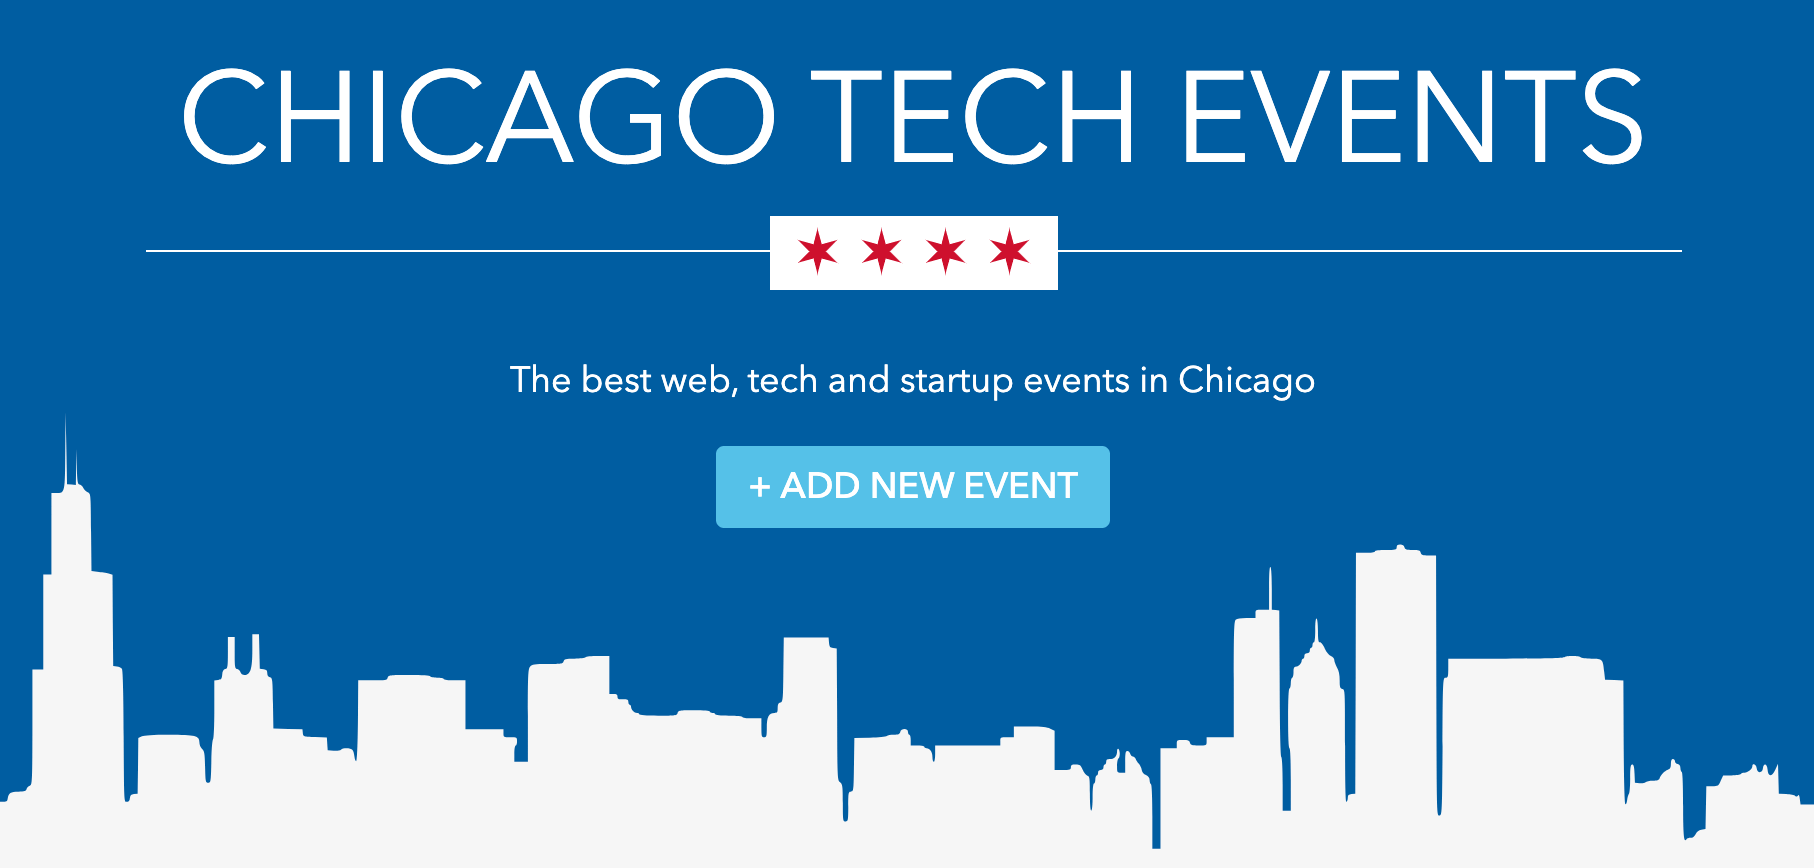 CHICAGO TECH EVENTS
The best web, tech and startup events in Chicago
+ ADD NEW EVENT